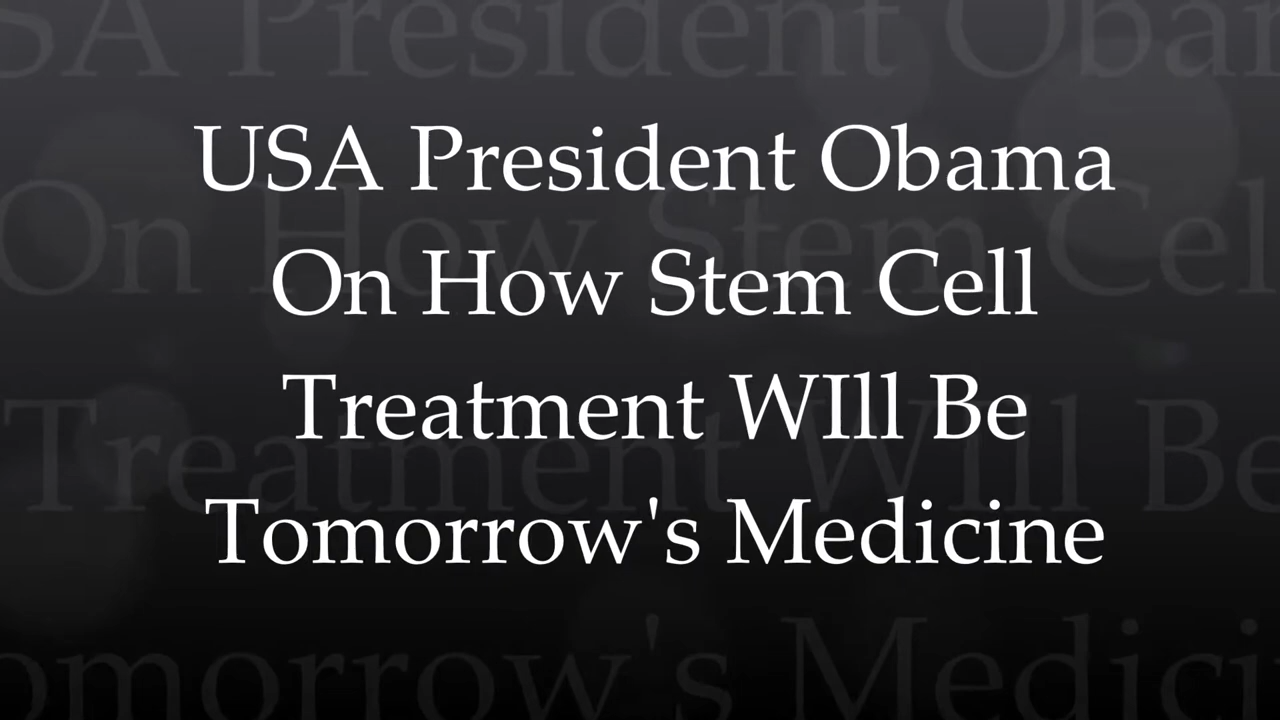 USA President Obama
On How Stem Cell
Treatment WIll Be
Tomorrow's Medicine